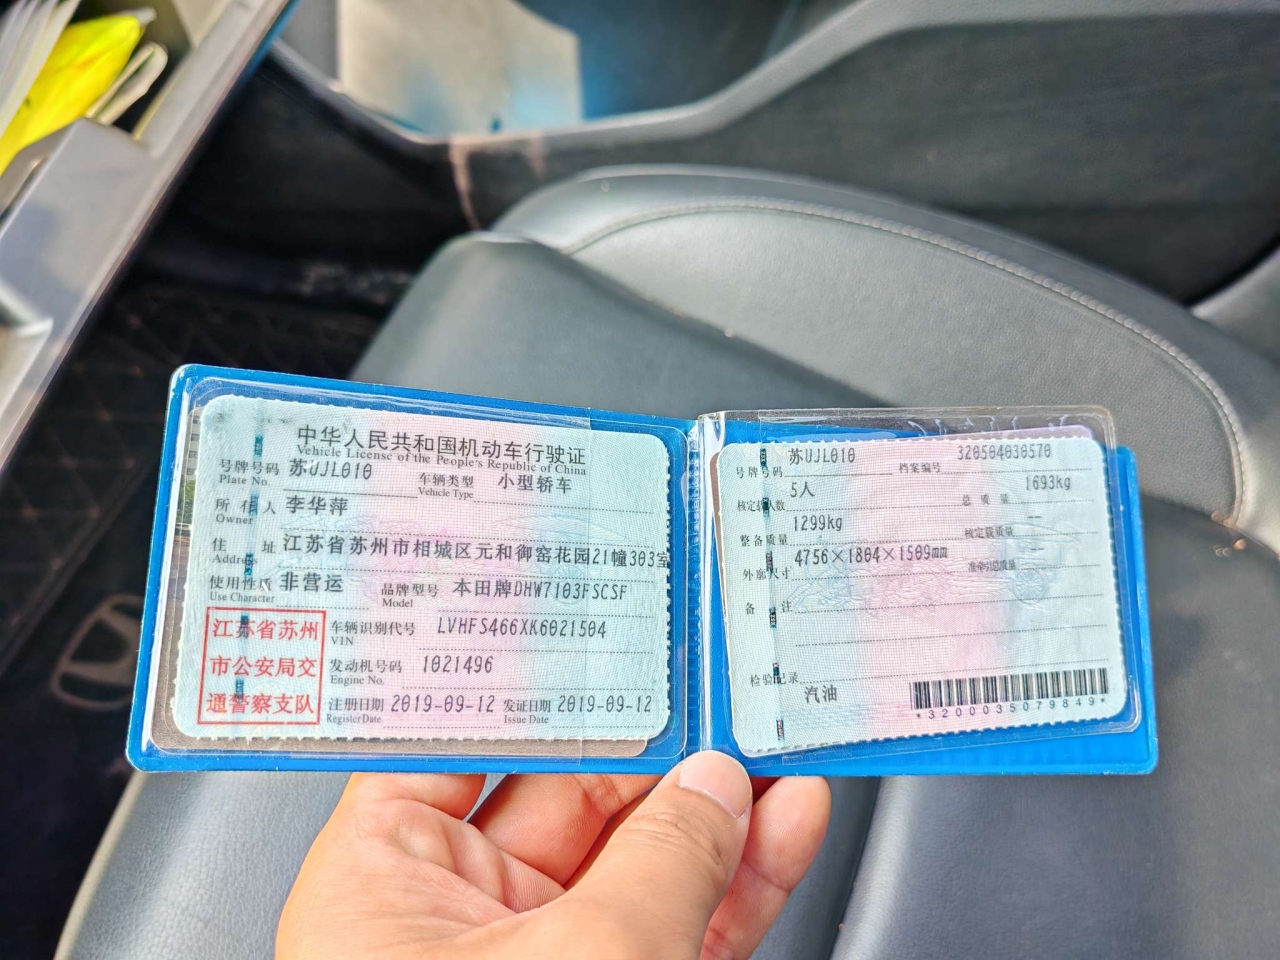 中华人民共和国机动车行驶证
Vehicle License of the People's Republic of China
号牌号码 苏UJL010 车辆类型 小型轿车
Plate No. Vehicle Type
所有人 李华萍
Owner
住 址 江苏省苏州市相城区元和御窑花园21幢303室
Address
使用性质 非营运 品牌型号 本田牌DHW7103FSCSF
Use Character Model
江苏省苏州
市公安局交
通警察支队
车辆识别代号 LVHFS466XK6021504
VIN
发动机号码 1021496
Engine No.
注册日期 2019-09-12 发证日期 2019-09-12
Register Date Issue Date
号牌号码 苏UJL010 档案编号 320504030570
核定载人数 5人 总质量 1693kg
整备质量 1299kg 核定载质量 --
外廓尺寸 4756×1804×1509mm 准牵引总质量
备 注
检验记录 汽油
*3200035079849*